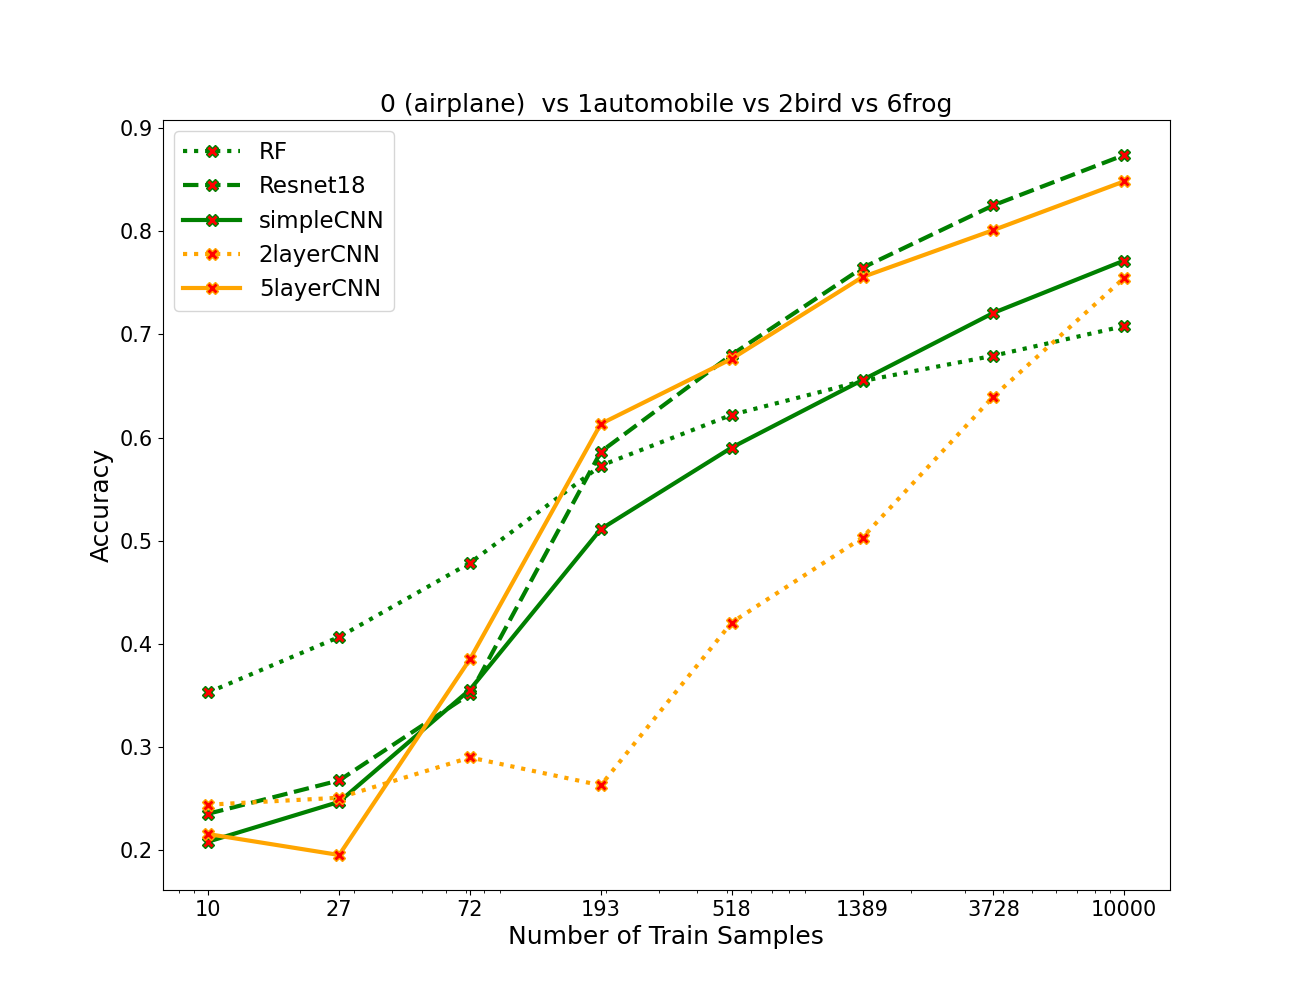 0 (airplane)  vs 1automobile vs 2bird vs 6frog
RF
Resnet18
simpleCNN
2layerCNN
5layerCNN
Accuracy
0.9
0.8
0.7
0.6
0.5
0.4
0.3
0.2
10 27 72 193 518 1389 3728 10000
Number of Train Samples